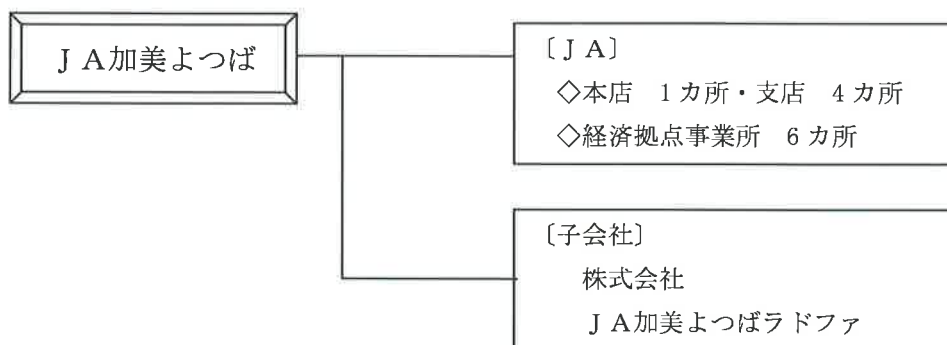 ＪＡ加美よつば
〔ＪＡ〕
◇本店　1カ所・支店　4カ所
◇経済拠点事業所　6カ所
〔子会社〕
株式会社
ＪＡ加美よつばラドファ